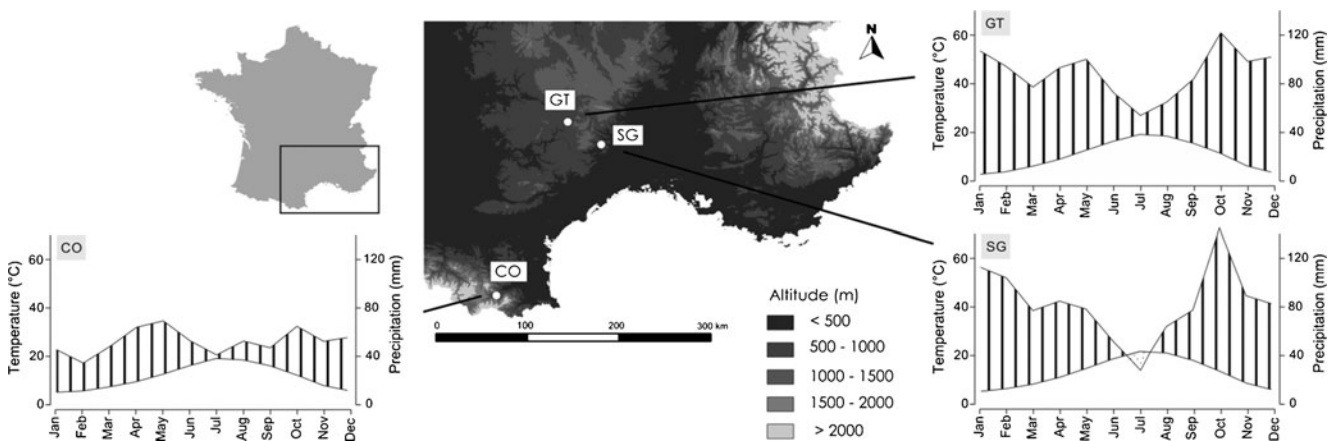 CO
Temperature (°C)
60
40
20
0
Precipitation (mm)
120
80
40
0
Jan
Feb
Mar
Apr
May
Jun
Jul
Aug
Sep
Oct
Nov
Dec
N
GT
SG
CO
0 100 200 300 km
Altitude (m)
< 500
500 - 1000
1000 - 1500
1500 - 2000
> 2000
GT
Temperature (°C)
60
40
20
0
Precipitation (mm)
120
80
40
0
Jan
Feb
Mar
Apr
May
Jun
Jul
Aug
Sep
Oct
Nov
Dec
SG
Temperature (°C)
60
40
20
0
Precipitation (mm)
120
80
40
0
Jan
Feb
Mar
Apr
May
Jun
Jul
Aug
Sep
Oct
Nov
Dec